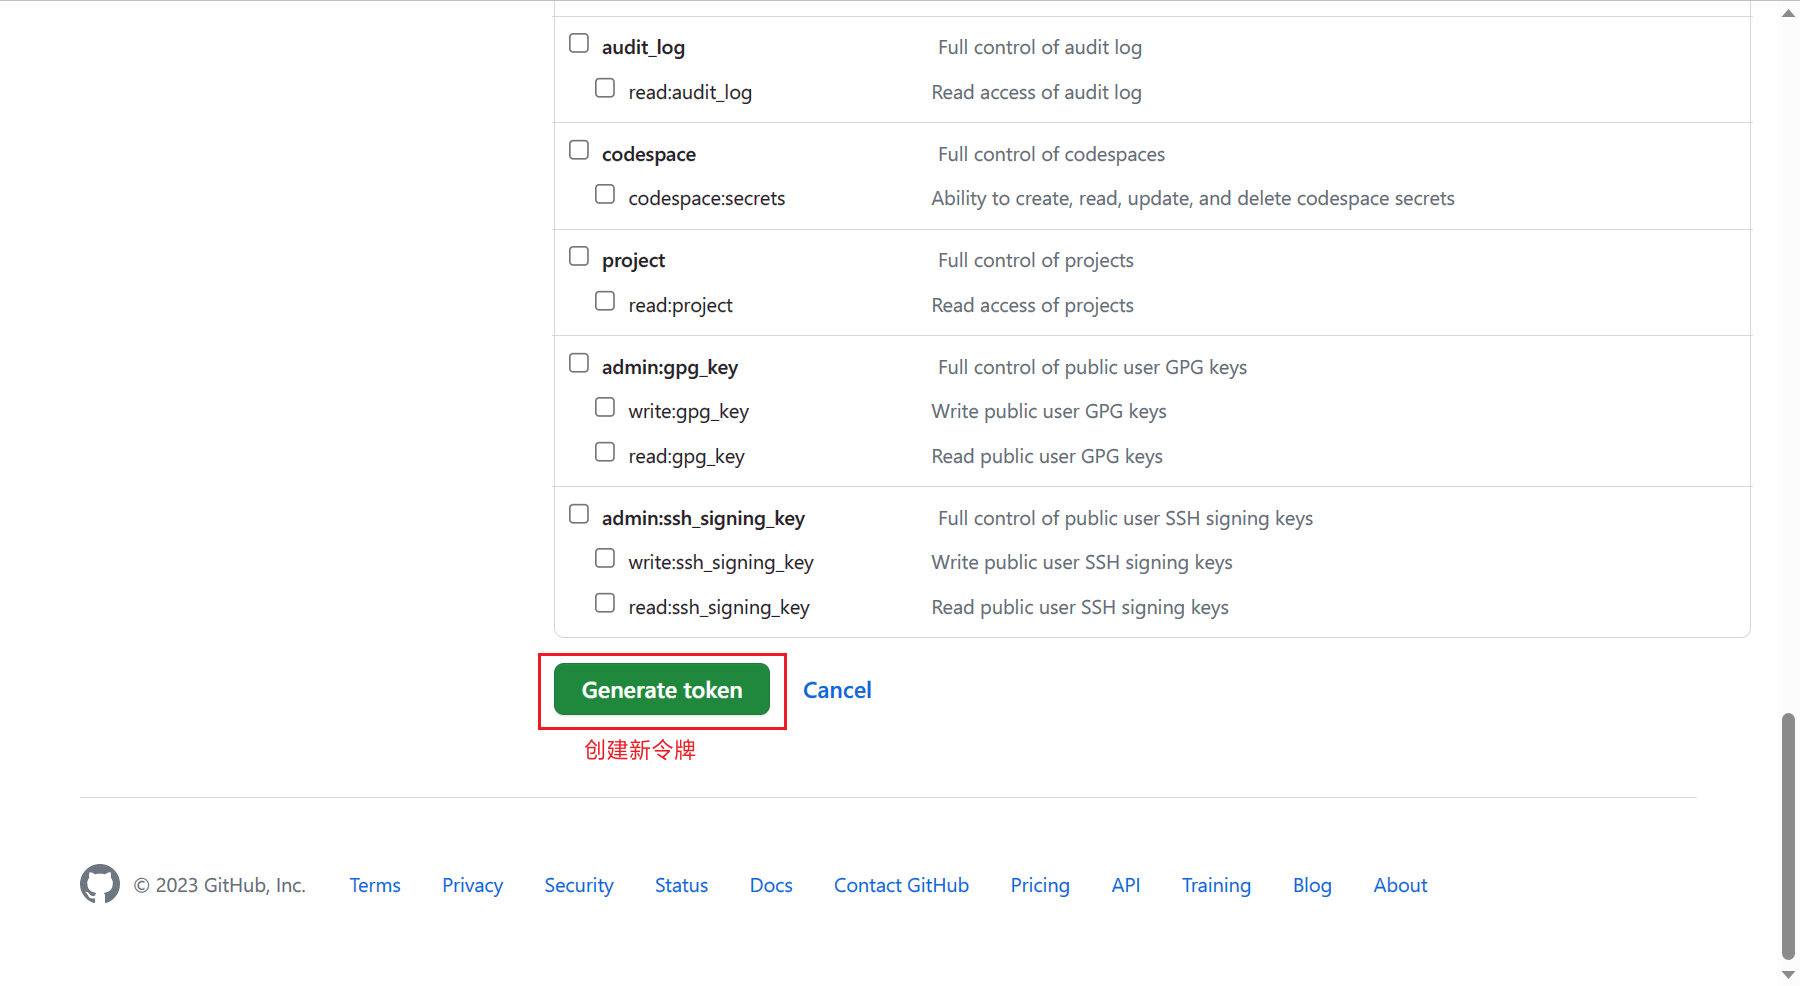 audit_log Full control of audit log
read:audit_log Read access of audit log
codespace Full control of codespaces
codespace:secrets Ability to create, read, update, and delete codespace secrets
project Full control of projects
read:project Read access of projects
admin:gpg_key Full control of public user GPG keys
write:gpg_key Write public user GPG keys
read:gpg_key Read public user GPG keys
admin:ssh_signing_key Full control of public user SSH signing keys
write:ssh_signing_key Write public user SSH signing keys
read:ssh_signing_key Read public user SSH signing keys
Generate token Cancel
创建新令牌
© 2023 GitHub, Inc. Terms Privacy Security Status Docs Contact GitHub Pricing API Training Blog About